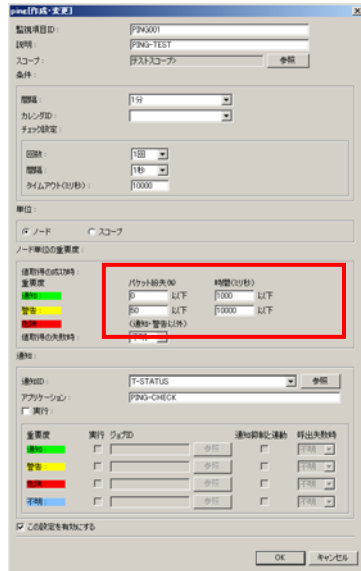 ping[作成・変更]
監視項目ID: PING001
説明: PING-TEST
スコープ: テストスコープ> 参照
条件:
間隔: 1分
カレンダID:
チェック設定:
回数: 1回
間隔: 1秒
タイムアウト(ミリ秒): 10000
単位:
ノード スコープ
ノード単位の重要度:
値取得の成功時:
重要度 パケット紛失(%) 時間(ミリ秒)
通知: 0 以下 1000 以下
警告: 50 以下 10000 以下
危険: (通知・警告以外)
値取得の失敗時: 不明
通知:
通知ID: T-STATUS 参照
アプリケーション: PING-CHECK
実行:
重要度 実行 ジョブID 通知抑制と連動 呼出失敗時
通知: 参照 不明
警告: 参照 不明
危険: 参照 不明
不明: 参照 不明
この設定を有効にする
OK キャンセル